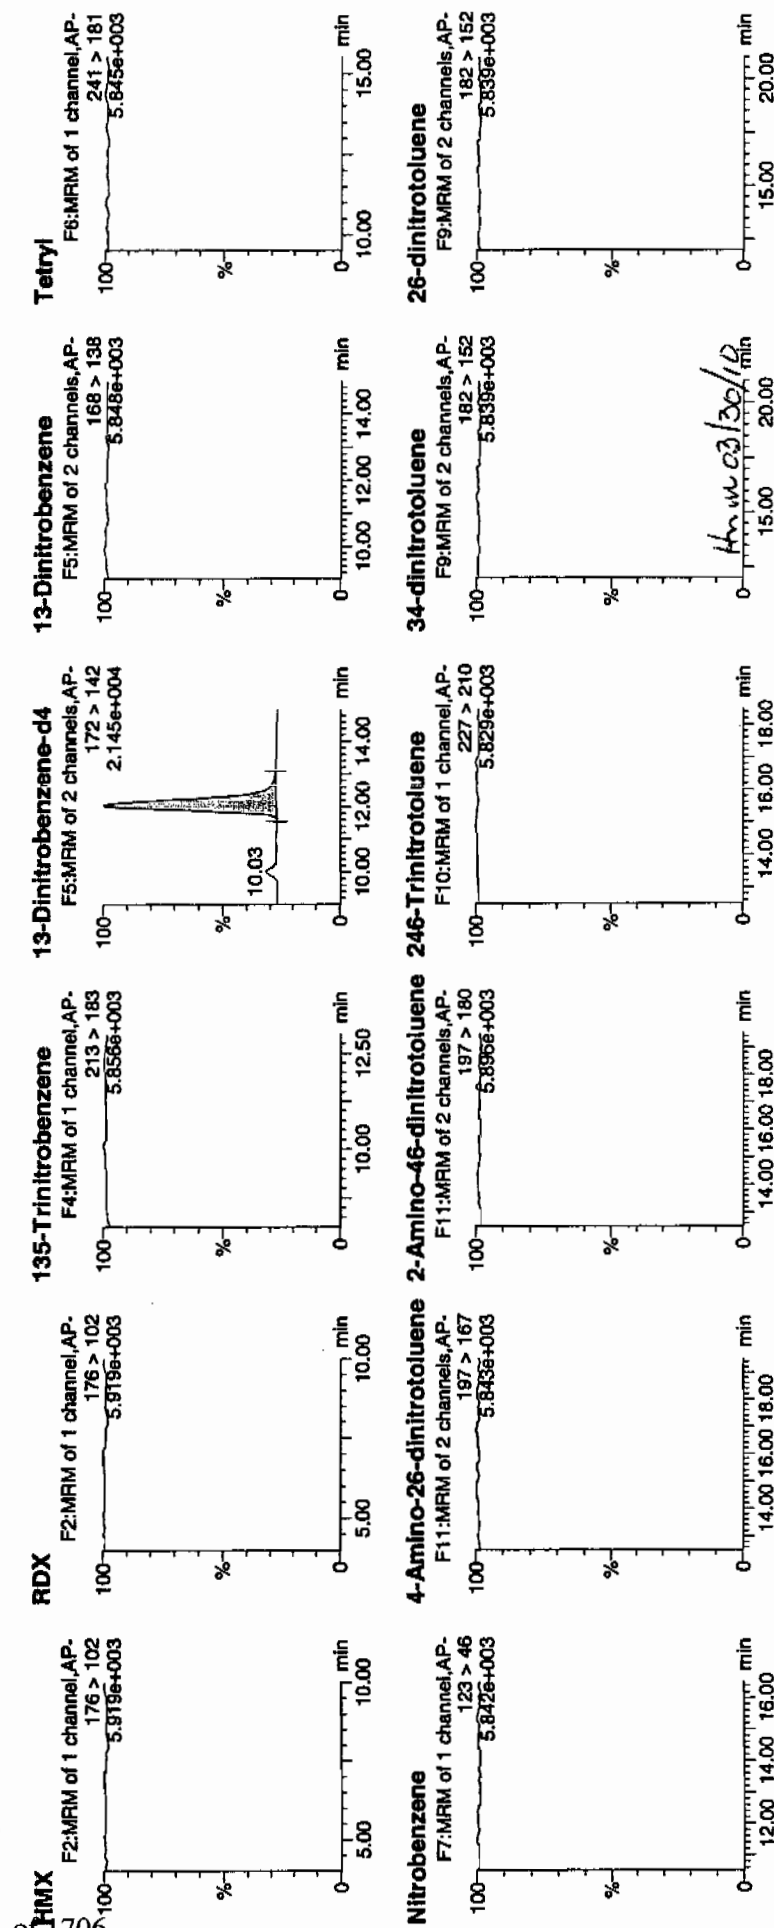 HMX
F2:MRM of 1 channel,AP-
176 > 102
5.919e+003
100
%
0
5.00
10.00
min
RDX
F2:MRM of 1 channel,AP-
176 > 102
5.919e+003
100
%
0
5.00
10.00
min
135-Trinitrobenzene
F4:MRM of 1 channel,AP-
213 > 183
5.856e+003
100
%
0
10.00
12.50
min
13-Dinitrobenzene-d4
F5:MRM of 2 channels,AP-
172 > 142
2.145e+004
100
%
10.03
0
10.00
12.00
14.00
min
13-Dinitrobenzene
F5:MRM of 2 channels,AP-
168 > 138
5.848e+003
100
%
0
10.00
12.00
14.00
min
Tetryl
F6:MRM of 1 channel,AP-
241 > 181
5.845e+003
100
%
0
10.00
15.00
min
Nitrobenzene
F7:MRM of 1 channel,AP-
123 > 46
5.842e+003
100
%
0
12.00
14.00
16.00
min
4-Amino-26-dinitrotoluene
F11:MRM of 2 channels,AP-
197 > 167
5.843e+003
100
%
0
14.00
16.00
18.00
min
2-Amino-46-dinitrotoluene
F11:MRM of 2 channels,AP-
197 > 180
5.896e+003
100
%
0
14.00
16.00
18.00
min
246-Trinitrotoluene
F10:MRM of 1 channel,AP-
227 > 210
5.829e+003
100
%
0
14.00
16.00
18.00
min
34-dinitrotoluene
F9:MRM of 2 channels,AP-
182 > 152
5.839e+003
100
%
03/30/10
0
15.00
20.00
min
26-dinitrotoluene
F9:MRM of 2 channels,AP-
182 > 152
5.839e+003
100
%
0
15.00
20.00
min
706